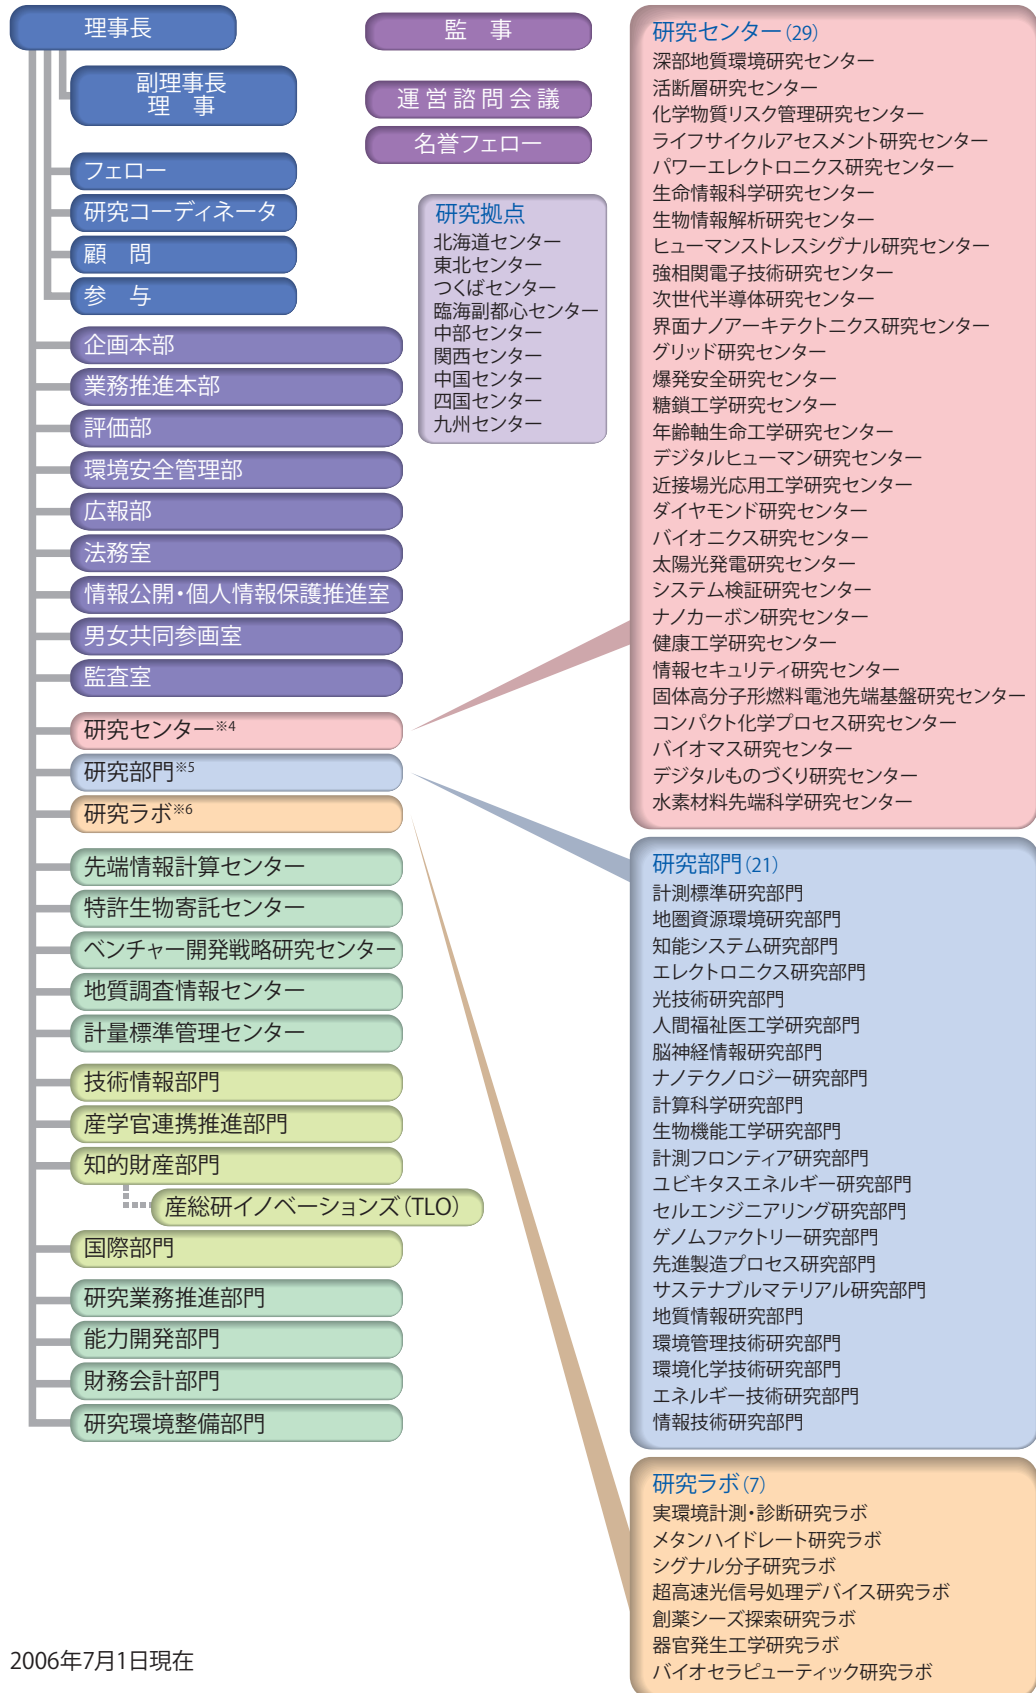 理事長
副理事長
理　事
フェロー
研究コーディネータ
顧　問
参　与
企画本部
業務推進本部
評価部
環境安全管理部
広報部
法務室
情報公開・個人情報保護推進室
男女共同参画室
監査室
研究センター※4
研究部門※5
研究ラボ※6
先端情報計算センター
特許生物寄託センター
ベンチャー開発戦略研究センター
地質調査情報センター
計量標準管理センター
技術情報部門
産学官連携推進部門
知的財産部門
産総研イノベーションズ（TLO）
国際部門
研究業務推進部門
能力開発部門
財務会計部門
研究環境整備部門
監　事
運営諮問会議
名誉フェロー
研究拠点
北海道センター
東北センター
つくばセンター
臨海副都心センター
中部センター
関西センター
中国センター
四国センター
九州センター
研究センター（29）
深部地質環境研究センター
活断層研究センター
化学物質リスク管理研究センター
ライフサイクルアセスメント研究センター
パワーエレクトロニクス研究センター
生命情報科学研究センター
生物情報解析研究センター
ヒューマンストレスシグナル研究センター
強相関電子技術研究センター
次世代半導体研究センター
界面ナノアーキテクトニクス研究センター
グリッド研究センター
爆発安全研究センター
糖鎖工学研究センター
年齢軸生命工学研究センター
デジタルヒューマン研究センター
近接場光応用工学研究センター
ダイヤモンド研究センター
バイオニクス研究センター
太陽光発電研究センター
システム検証研究センター
ナノカーボン研究センター
健康工学研究センター
情報セキュリティ研究センター
固体高分子形燃料電池先端基盤研究センター
コンパクト化学プロセス研究センター
バイオマス研究センター
デジタルものづくり研究センター
水素材料先端科学研究センター
研究部門（21）
計測標準研究部門
地圏資源環境研究部門
知能システム研究部門
エレクトロニクス研究部門
光技術研究部門
人間福祉医工学研究部門
脳神経情報研究部門
ナノテクノロジー研究部門
計算科学研究部門
生物機能工学研究部門
計測フロンティア研究部門
ユビキタスエネルギー研究部門
セルエンジニアリング研究部門
ゲノムファクトリー研究部門
先進製造プロセス研究部門
サステナブルマテリアル研究部門
地質情報研究部門
環境管理技術研究部門
環境化学技術研究部門
エネルギー技術研究部門
情報技術研究部門
研究ラボ（7）
実環境計測・診断研究ラボ
メタンハイドレート研究ラボ
シグナル分子研究ラボ
超高速光信号処理デバイス研究ラボ
創薬シーズ探索研究ラボ
器官発生工学研究ラボ
バイオセラピューティック研究ラボ
2006年7月1日現在